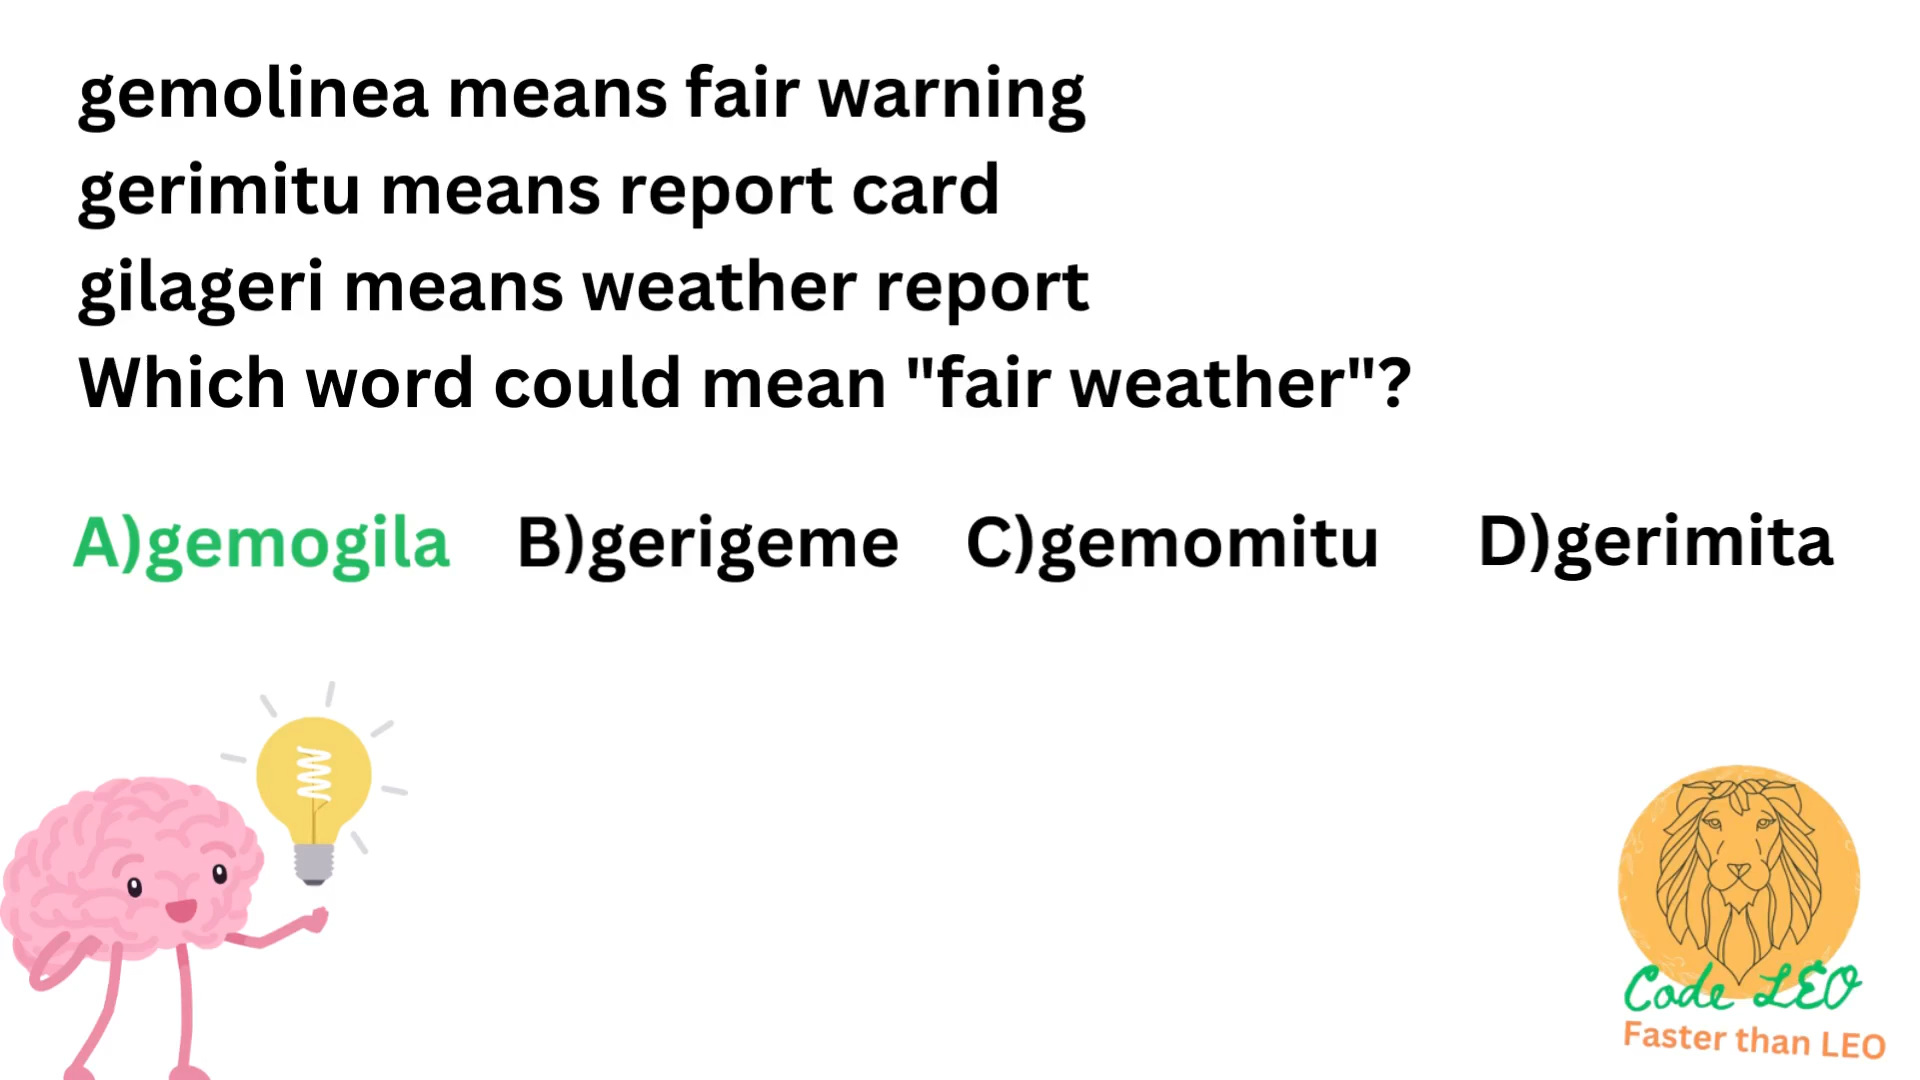 gemolinea means fair warning
gerimitu means report card
gilageri means weather report
Which word could mean "fair weather"?
A)gemogila B)gerigeme C)gemomitu D)gerimita
Code LEO
Faster than LEO